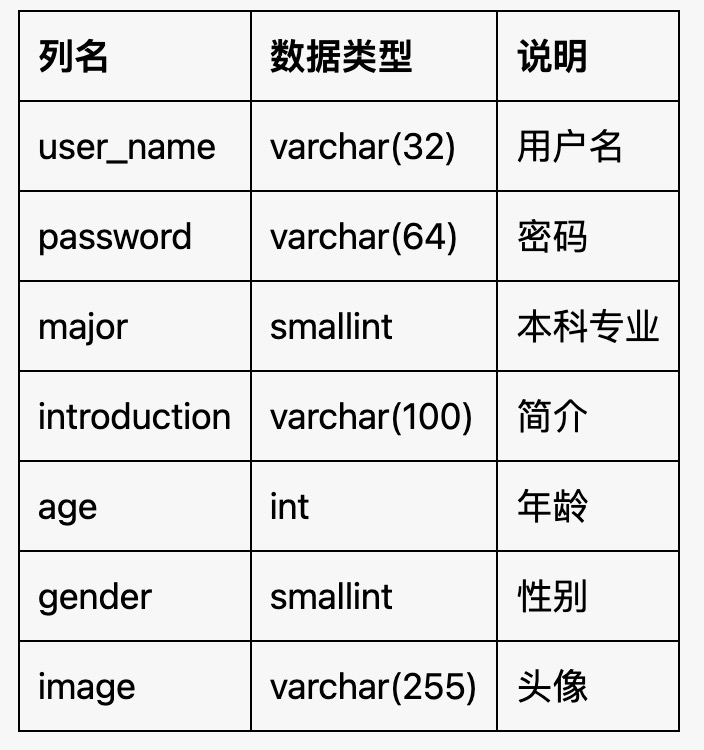 列名 数据类型 说明
user_name varchar(32) 用户名
password varchar(64) 密码
major smallint 本科专业
introduction varchar(100) 简介
age int 年龄
gender smallint 性别
image varchar(255) 头像